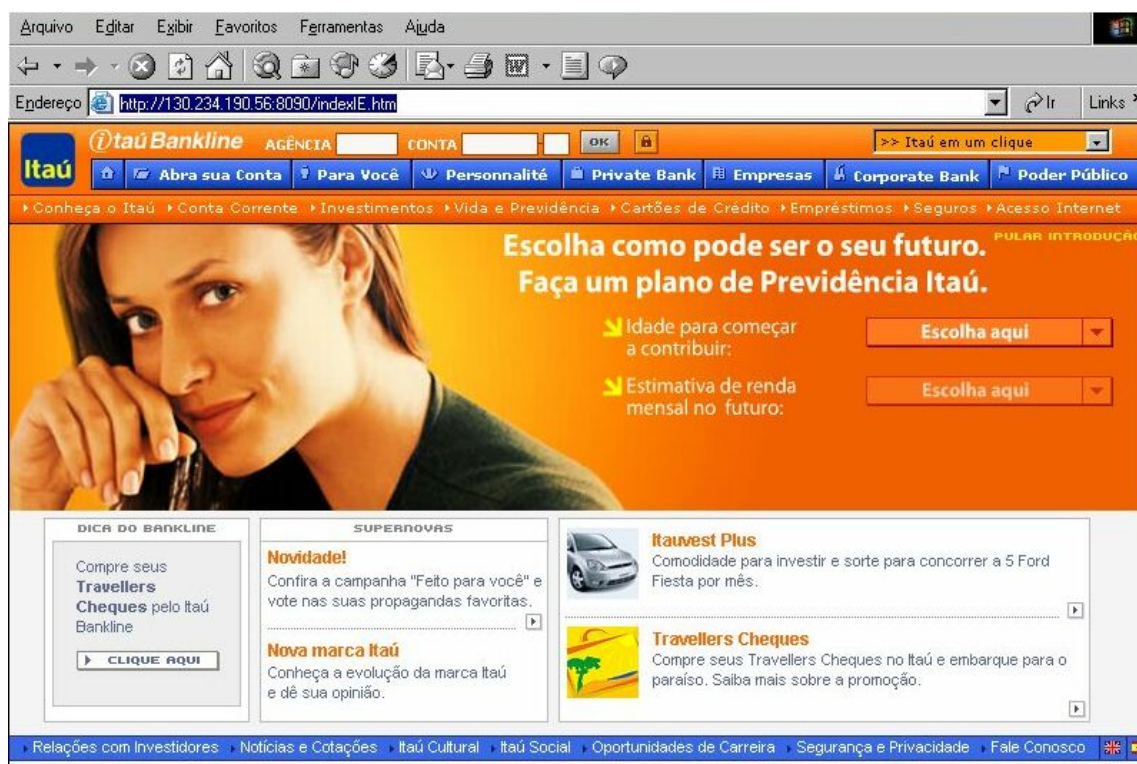 Arquivo Editar Exibir Favoritos Ferramentas Ajuda
Endereço http://130.234.190.56:8090/indexIE.htm Ir Links
Itaú
itaú Bankline AGÊNCIA CONTA - OK >> Itaú em um clique
Abra sua Conta Para Você Personnalité Private Bank Empresas Corporate Bank Poder Público
Conheça o Itaú Conta Corrente Investimentos Vida e Previdência Cartões de Crédito Empréstimos Seguros Acesso Internet
PULAR INTRODUÇÃO
Escolha como pode ser o seu futuro.
Faça um plano de Previdência Itaú.
Idade para começar
a contribuir:
Escolha aqui
Estimativa de renda
mensal no futuro:
Escolha aqui
DICA DO BANKLINE
Compre seus
Travellers
Cheques pelo Itaú
Bankline
CLIQUE AQUI
SUPERNOVAS
Novidade!
Confira a campanha "Feito para você" e
vote nas suas propagandas favoritas.
Nova marca Itaú
Conheça a evolução da marca Itaú
e dê sua opinião.
Itauvest Plus
Comodidade para investir e sorte para concorrer a 5 Ford
Fiesta por mês.
Travellers Cheques
Compre seus Travellers Cheques no Itaú e embarque para o
paraíso. Saiba mais sobre a promoção.
Relações com Investidores Notícias e Cotações Itaú Cultural Itaú Social Oportunidades de Carreira Segurança e Privacidade Fale Conosco